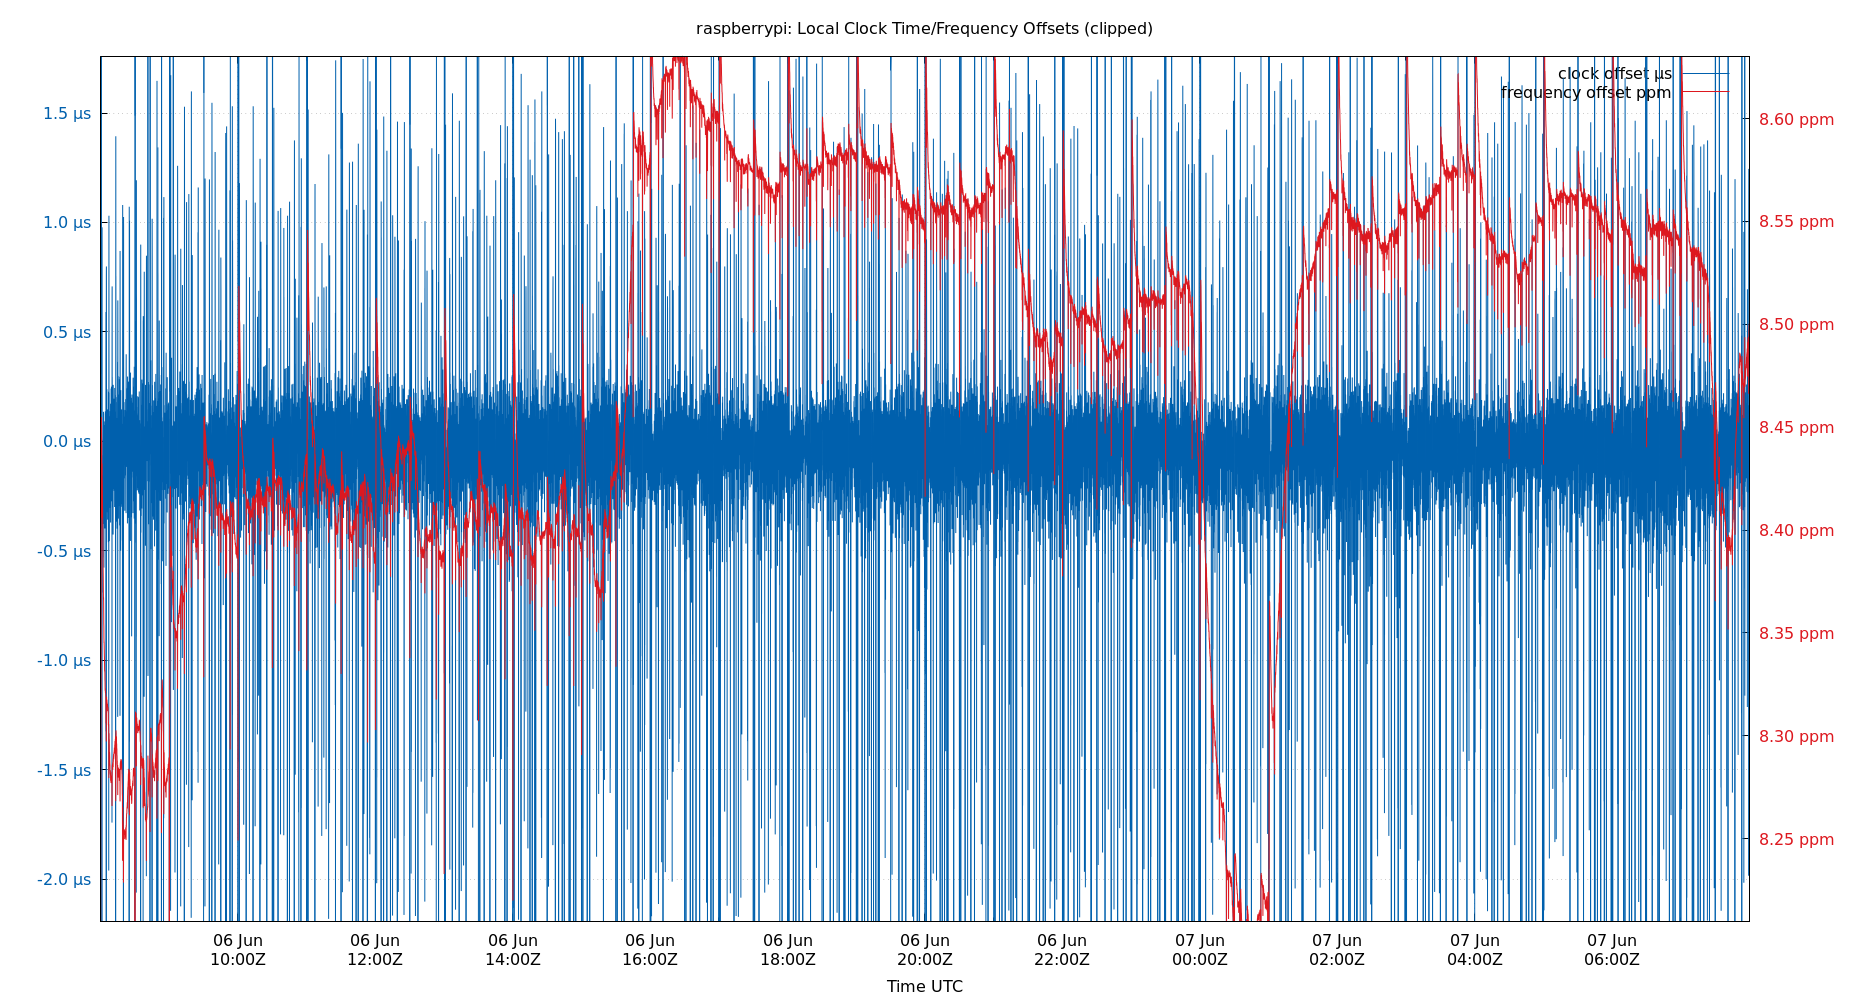 raspberrypi: Local Clock Time/Frequency Offsets (clipped)
clock offset µs
frequency offset ppm
1.5 µs
1.0 µs
0.5 µs
0.0 µs
-0.5 µs
-1.0 µs
-1.5 µs
-2.0 µs
8.60 ppm
8.55 ppm
8.50 ppm
8.45 ppm
8.40 ppm
8.35 ppm
8.30 ppm
8.25 ppm
06 Jun 06 Jun 06 Jun 06 Jun 06 Jun 06 Jun 06 Jun 07 Jun 07 Jun 07 Jun 07 Jun
10:00Z 12:00Z 14:00Z 16:00Z 18:00Z 20:00Z 22:00Z 00:00Z 02:00Z 04:00Z 06:00Z
Time UTC